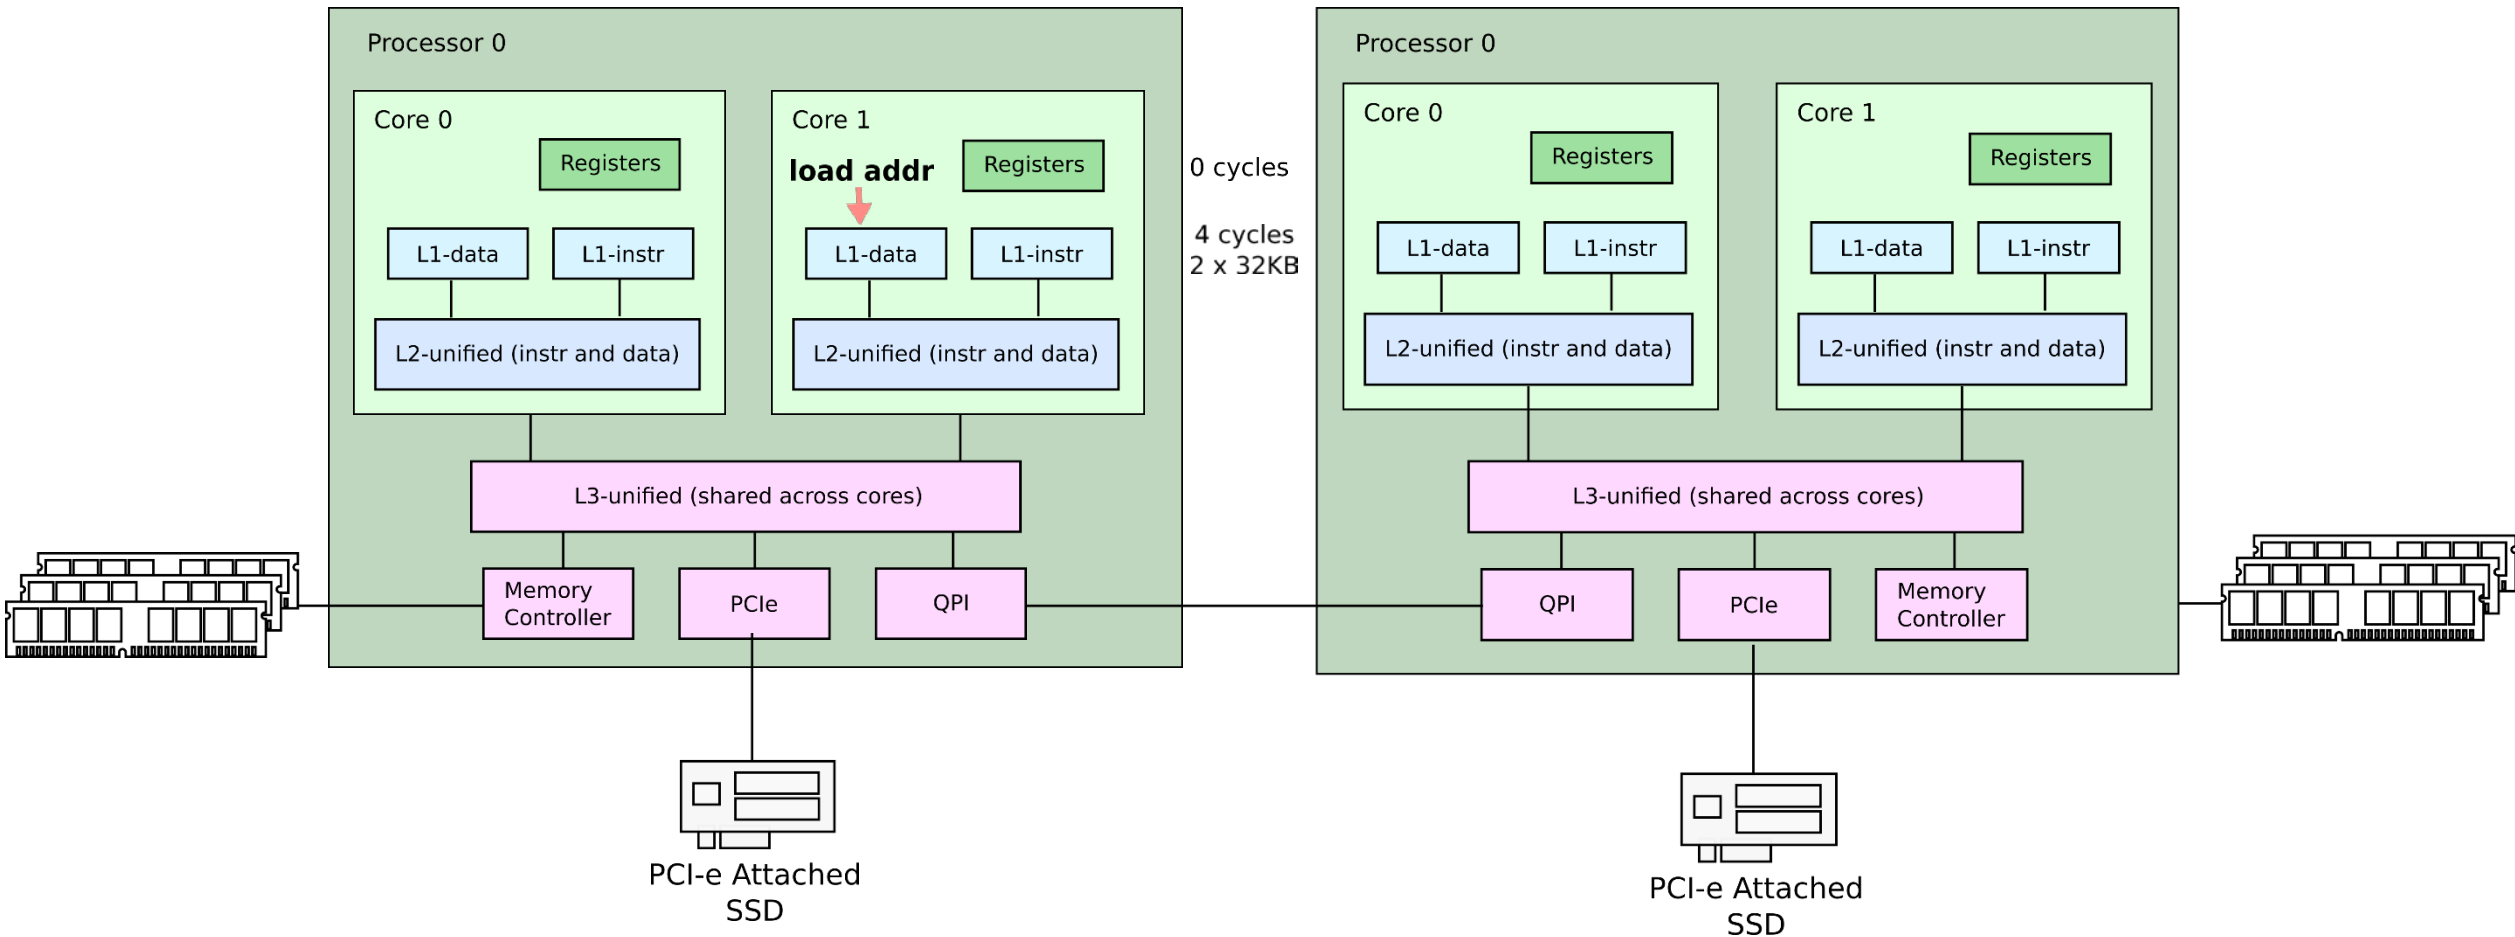 Processor 0
Core 0
Registers
L1-data
L1-instr
L2-unified (instr and data)
Core 1
load addr
Registers
L1-data
L1-instr
L2-unified (instr and data)
L3-unified (shared across cores)
Memory
Controller
PCIe
QPI
PCI-e Attached
SSD
0 cycles
4 cycles
2 x 32KB
Processor 0
Core 0
Registers
L1-data
L1-instr
L2-unified (instr and data)
Core 1
Registers
L1-data
L1-instr
L2-unified (instr and data)
L3-unified (shared across cores)
QPI
PCIe
Memory
Controller
PCI-e Attached
SSD